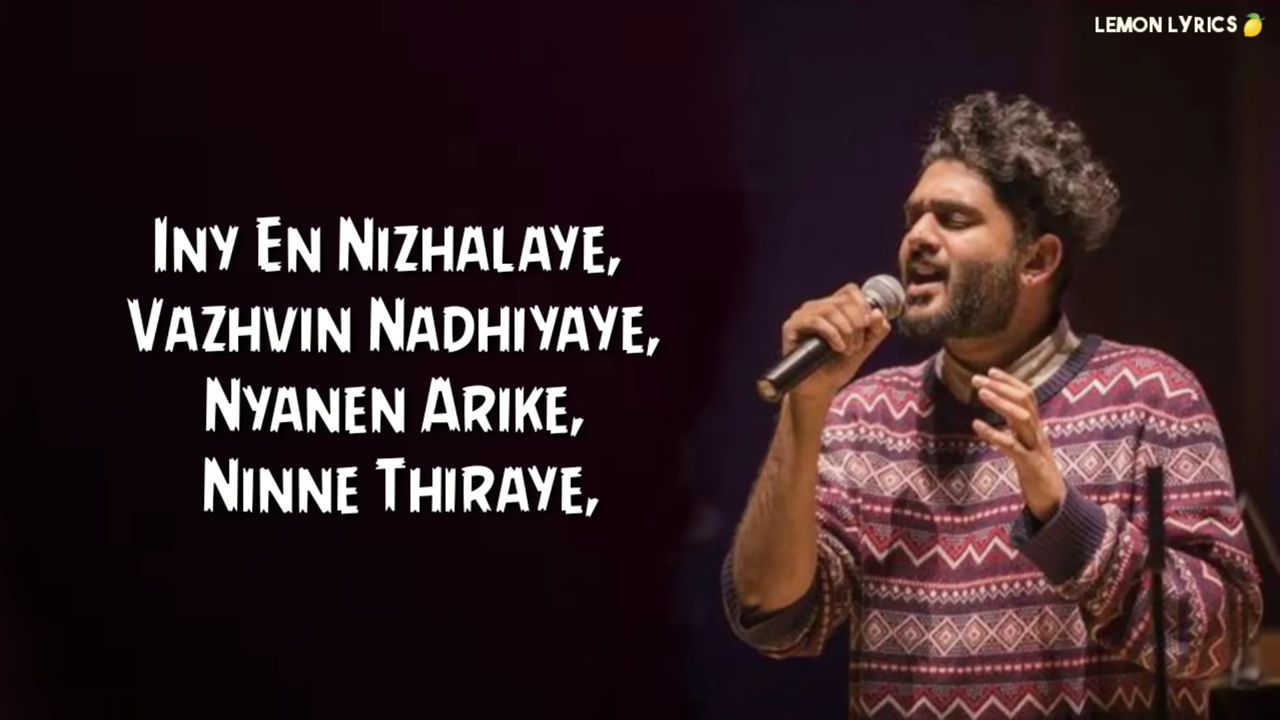 LEMON LYRICS 🍋
INY EN NIZHALAYE,
VAZHVIN NADHIYAYE,
NYANEN ARIKE,
NINNE THIRAYE,